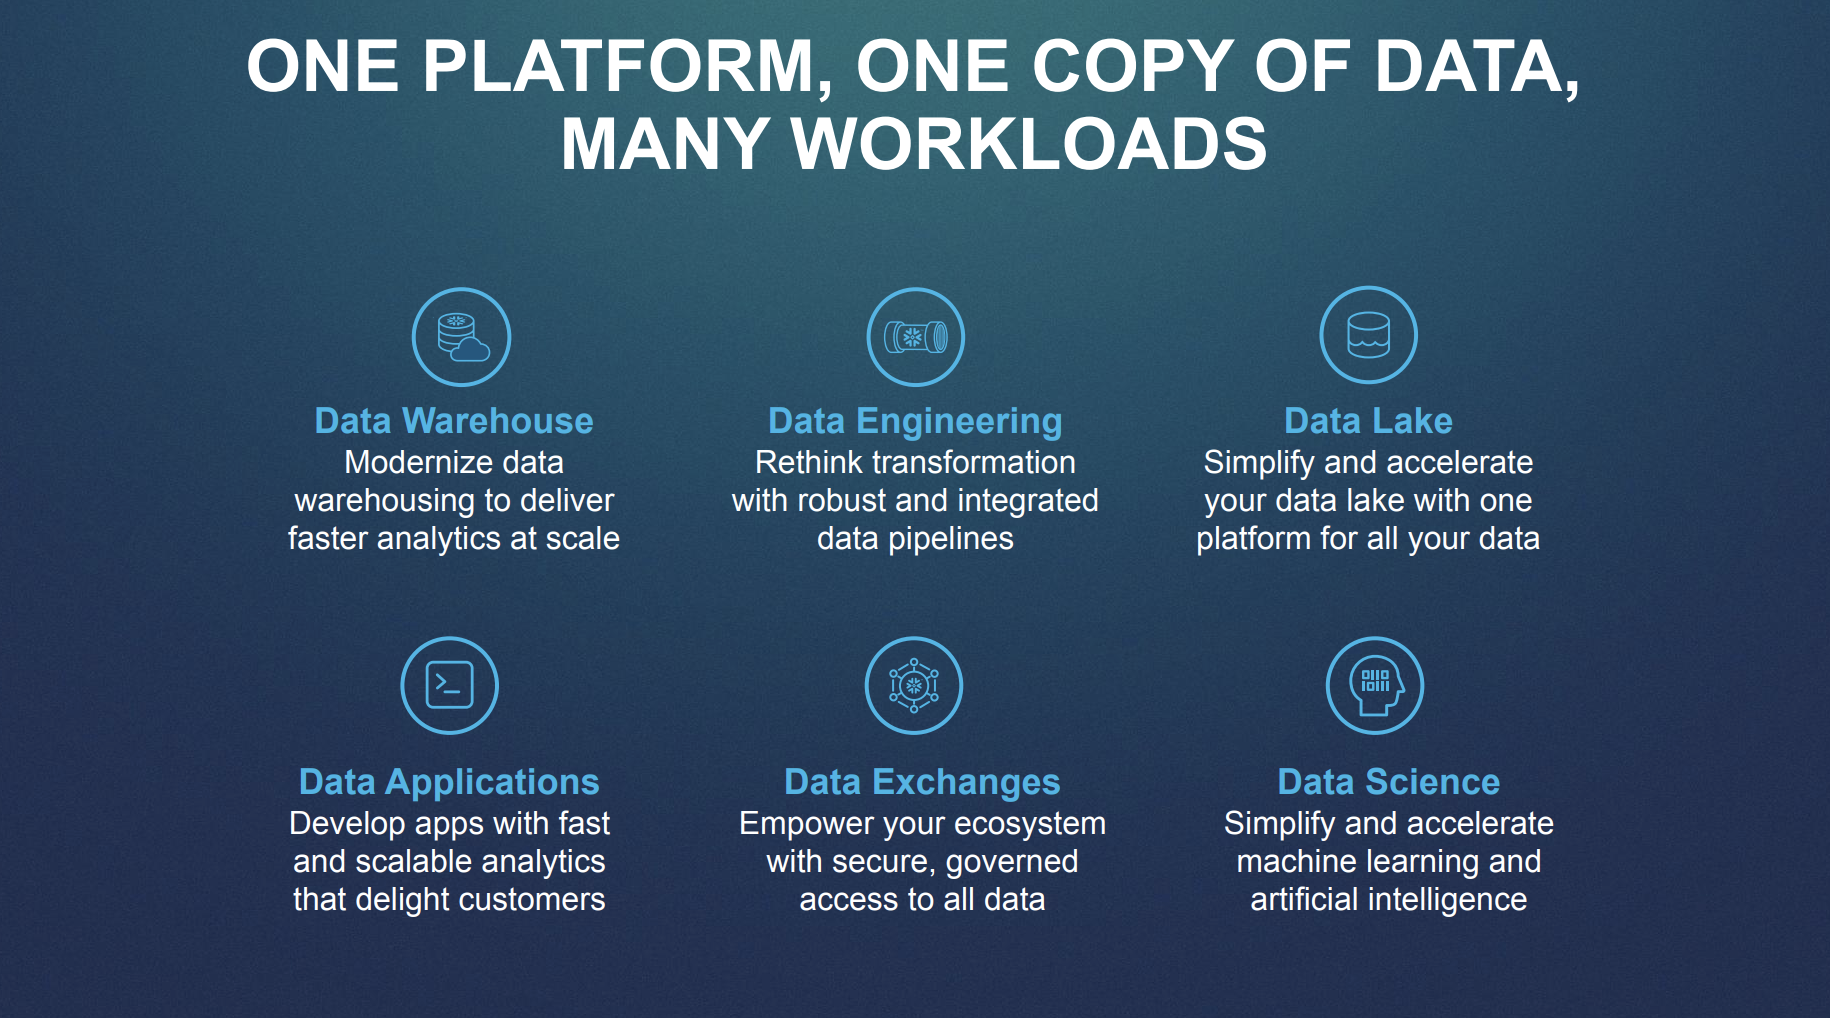 ONE PLATFORM, ONE COPY OF DATA,
MANY WORKLOADS
Data Warehouse
Modernize data
warehousing to deliver
faster analytics at scale
Data Engineering
Rethink transformation
with robust and integrated
data pipelines
Data Lake
Simplify and accelerate
your data lake with one
platform for all your data
Data Applications
Develop apps with fast
and scalable analytics
that delight customers
Data Exchanges
Empower your ecosystem
with secure, governed
access to all data
Data Science
Simplify and accelerate
machine learning and
artificial intelligence